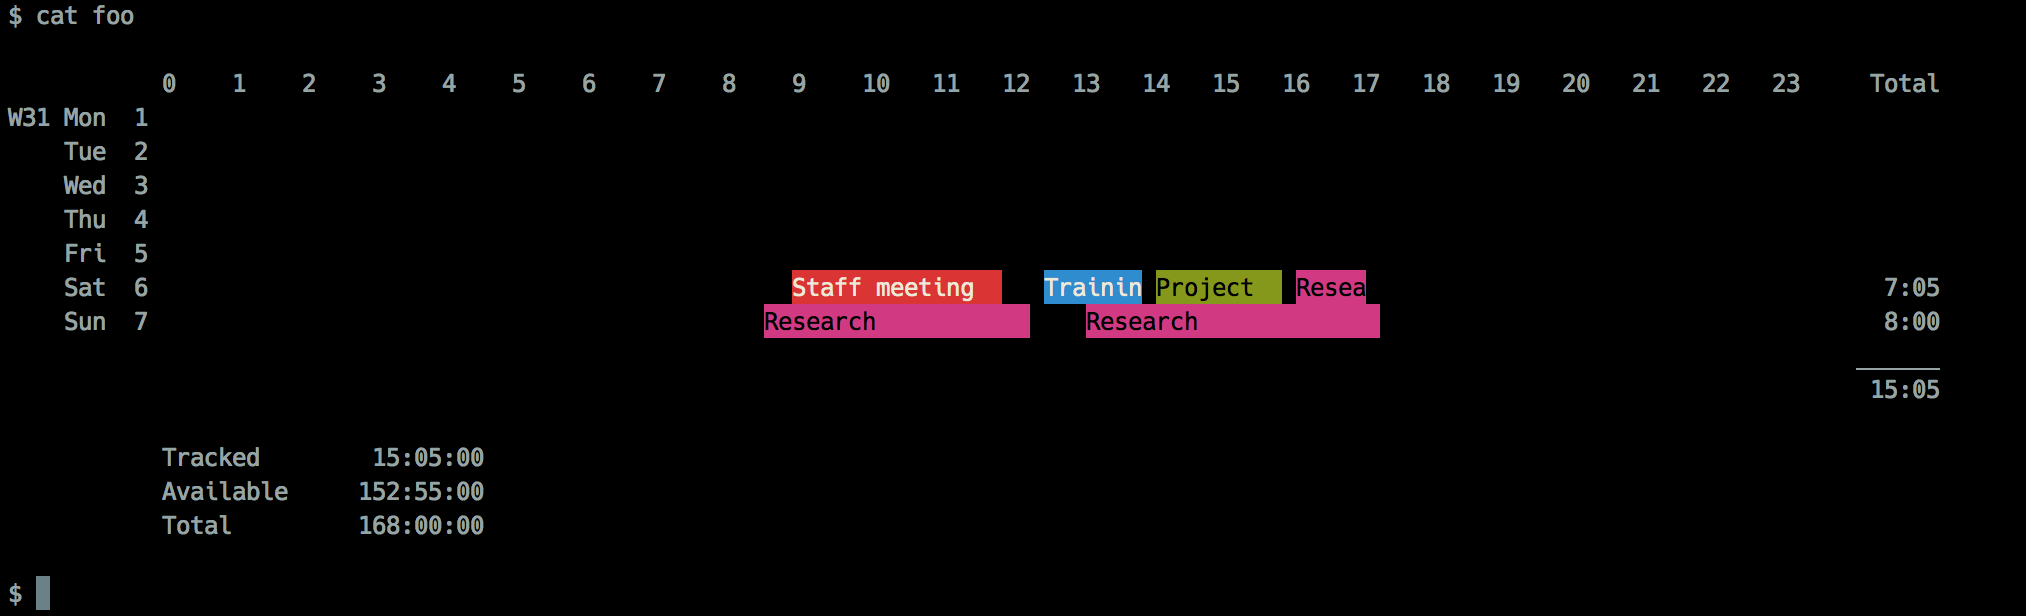 $ cat foo
0 1 2 3 4 5 6 7 8 9 10 11 12 13 14 15 16 17 18 19 20 21 22 23 Total
W31 Mon 1
Tue 2
Wed 3
Thu 4
Fri 5
Sat 6 Staff meeting Trainin Project Resea 7:05
Sun 7 Research Research 8:00
15:05
Tracked 15:05:00
Available 152:55:00
Total 168:00:00
$